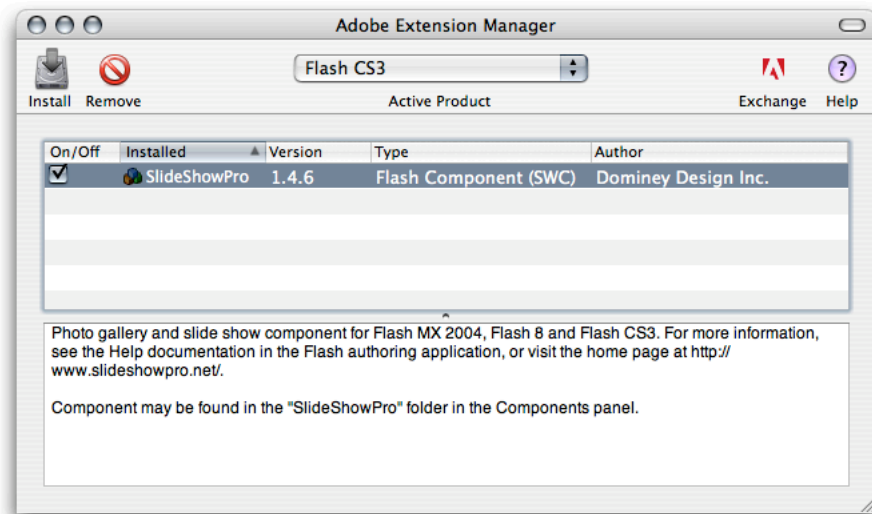 Adobe Extension Manager
Flash CS3
Install Remove Active Product Exchange Help
?
On/Off Installed Version Type Author
SlideShowPro 1.4.6 Flash Component (SWC) Dominey Design Inc.
Photo gallery and slide show component for Flash MX 2004, Flash 8 and Flash CS3. For more information,
see the Help documentation in the Flash authoring application, or visit the home page at http://
www.slideshowpro.net/.
Component may be found in the "SlideShowPro" folder in the Components panel.